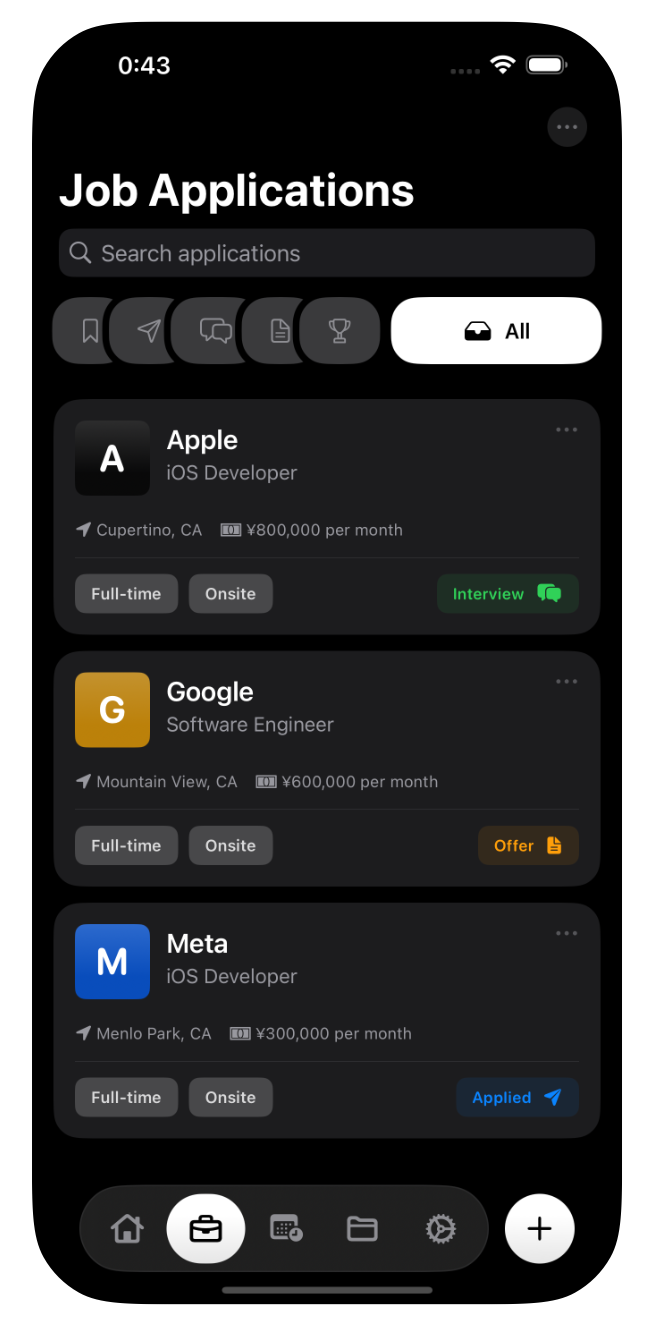 0:43
Job Applications
Search applications
All
A
Apple
iOS Developer
Cupertino, CA ¥800,000 per month
Full-time Onsite Interview
G
Google
Software Engineer
Mountain View, CA ¥600,000 per month
Full-time Onsite Offer
M
Meta
iOS Developer
Menlo Park, CA ¥300,000 per month
Full-time Onsite Applied